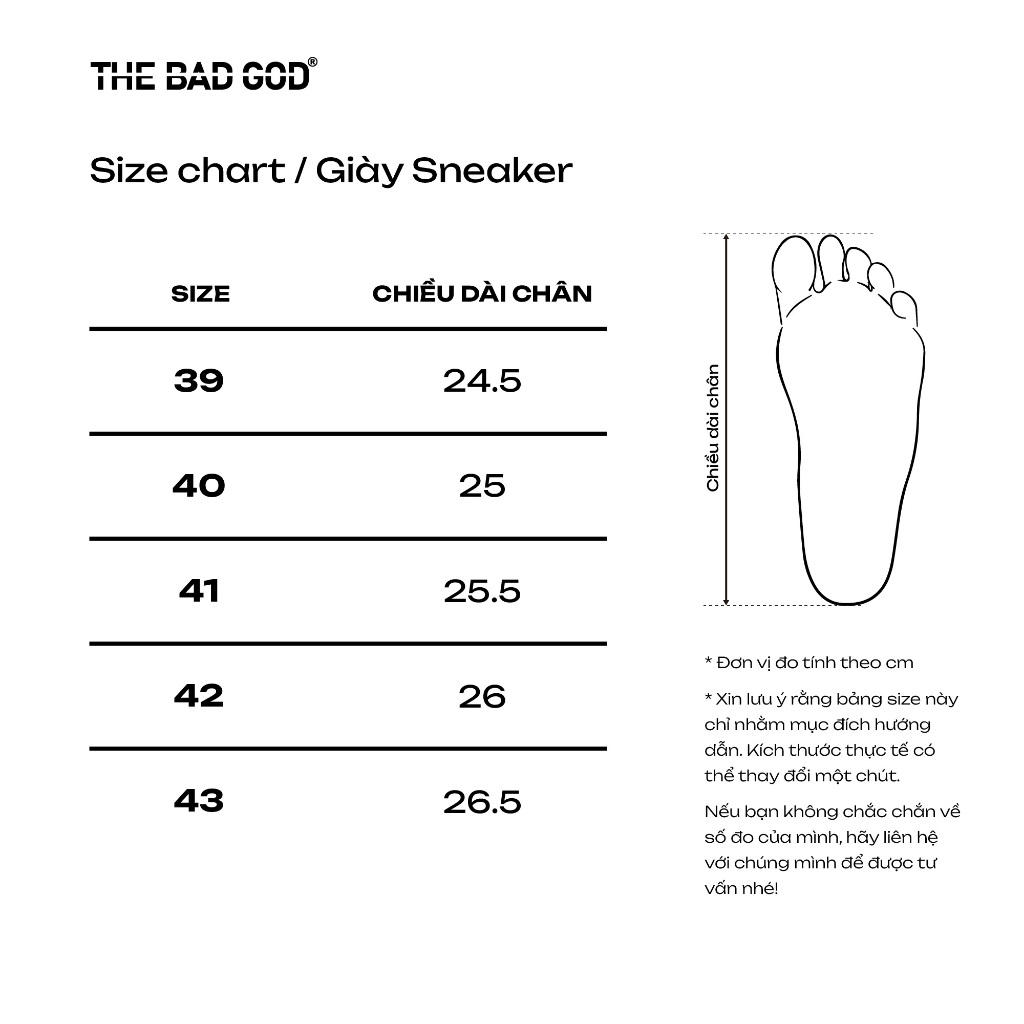 THE BAD GOD®
Size chart / Giày Sneaker
SIZE CHIỀU DÀI CHÂN
39 24.5
40 25
41 25.5
42 26
43 26.5
Chiều dài chân
* Đơn vị đo tính theo cm
* Xin lưu ý rằng bảng size này
chỉ nhằm mục đích hướng
dẫn. Kích thước thực tế có
thể thay đổi một chút.
Nếu bạn không chắc chắn về
số đo của mình, hãy liên hệ
với chúng mình để được tư
vấn nhé!